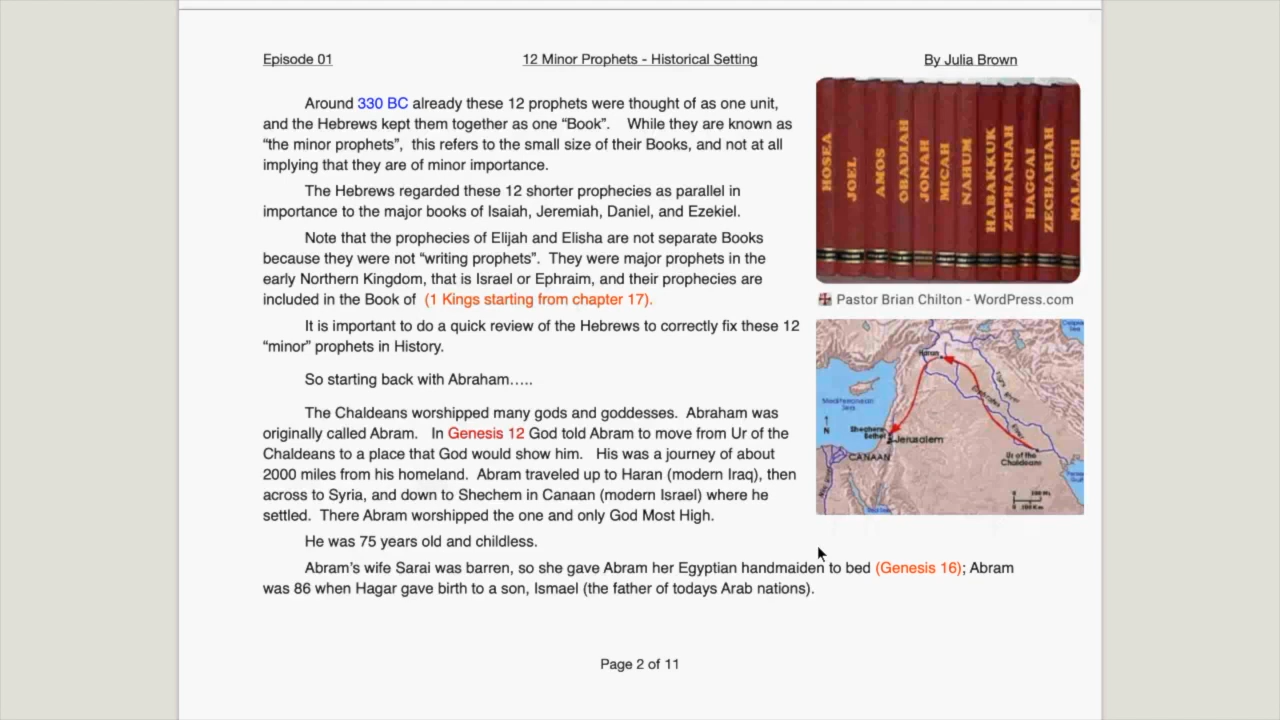 Episode 01
12 Minor Prophets - Historical Setting
By Julia Brown
Around 330 BC already these 12 prophets were thought of as one unit,
and the Hebrews kept them together as one “Book”. While they are known as
“the minor prophets”, this refers to the small size of their Books, and not at all
implying that they are of minor importance.
The Hebrews regarded these 12 shorter prophecies as parallel in
importance to the major books of Isaiah, Jeremiah, Daniel, and Ezekiel.
Note that the prophecies of Elijah and Elisha are not separate Books
because they were not “writing prophets”. They were major prophets in the
early Northern Kingdom, that is Israel or Ephraim, and their prophecies are
included in the Book of (1 Kings starting from chapter 17).
It is important to do a quick review of the Hebrews to correctly fix these 12
“minor” prophets in History.
So starting back with Abraham…..
The Chaldeans worshipped many gods and goddesses. Abraham was
originally called Abram. In Genesis 12 God told Abram to move from Ur of the
Chaldeans to a place that God would show him. His was a journey of about
2000 miles from his homeland. Abram traveled up to Haran (modern Iraq), then
across to Syria, and down to Shechem in Canaan (modern Israel) where he
settled. There Abram worshipped the one and only God Most High.
He was 75 years old and childless.
Abram’s wife Sarai was barren, so she gave Abram her Egyptian handmaiden to bed (Genesis 16); Abram
was 86 when Hagar gave birth to a son, Ismael (the father of todays Arab nations).
HOSEA
JOEL
AMOS
OBADIAH
JONAH
MICAH
NAHUM
HABAKKUK
ZEPHANIAH
HAGGAI
ZECHARIAH
MALACHI
Pastor Brian Chilton - WordPress.com
Haran
Mediterranean
Sea
N
Shechem
Bethel
Jerusalem
CANAAN
Tigris
River
Euphrates
River
Ur of the
Chaldeans
Page 2 of 11